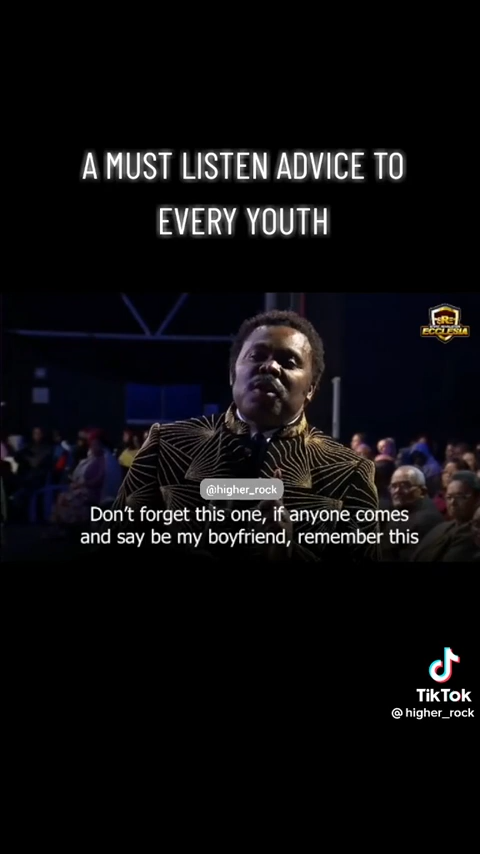 A MUST LISTEN ADVICE TO
EVERY YOUTH
ECCLESIA
@higher_rock
Don't forget this one, if anyone comes
and say be my boyfriend, remember this
TikTok
@ higher_rock